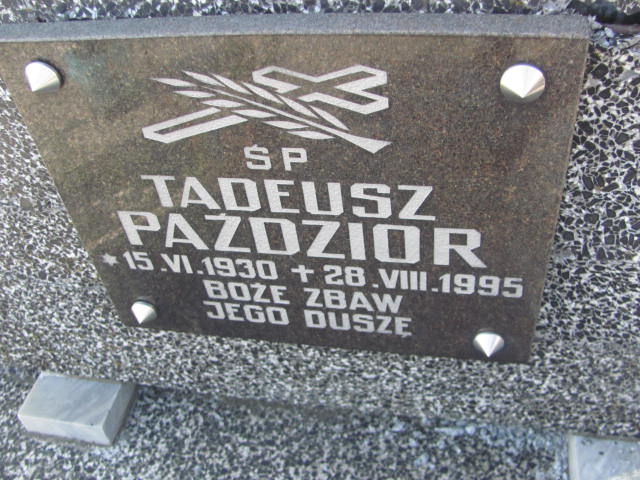 ŚP
TADEUSZ
PAŹDZIOR
* 15.VI.1930 + 28.VIII.1995
BOŻE ZBAW
JEGO DUSZĘ